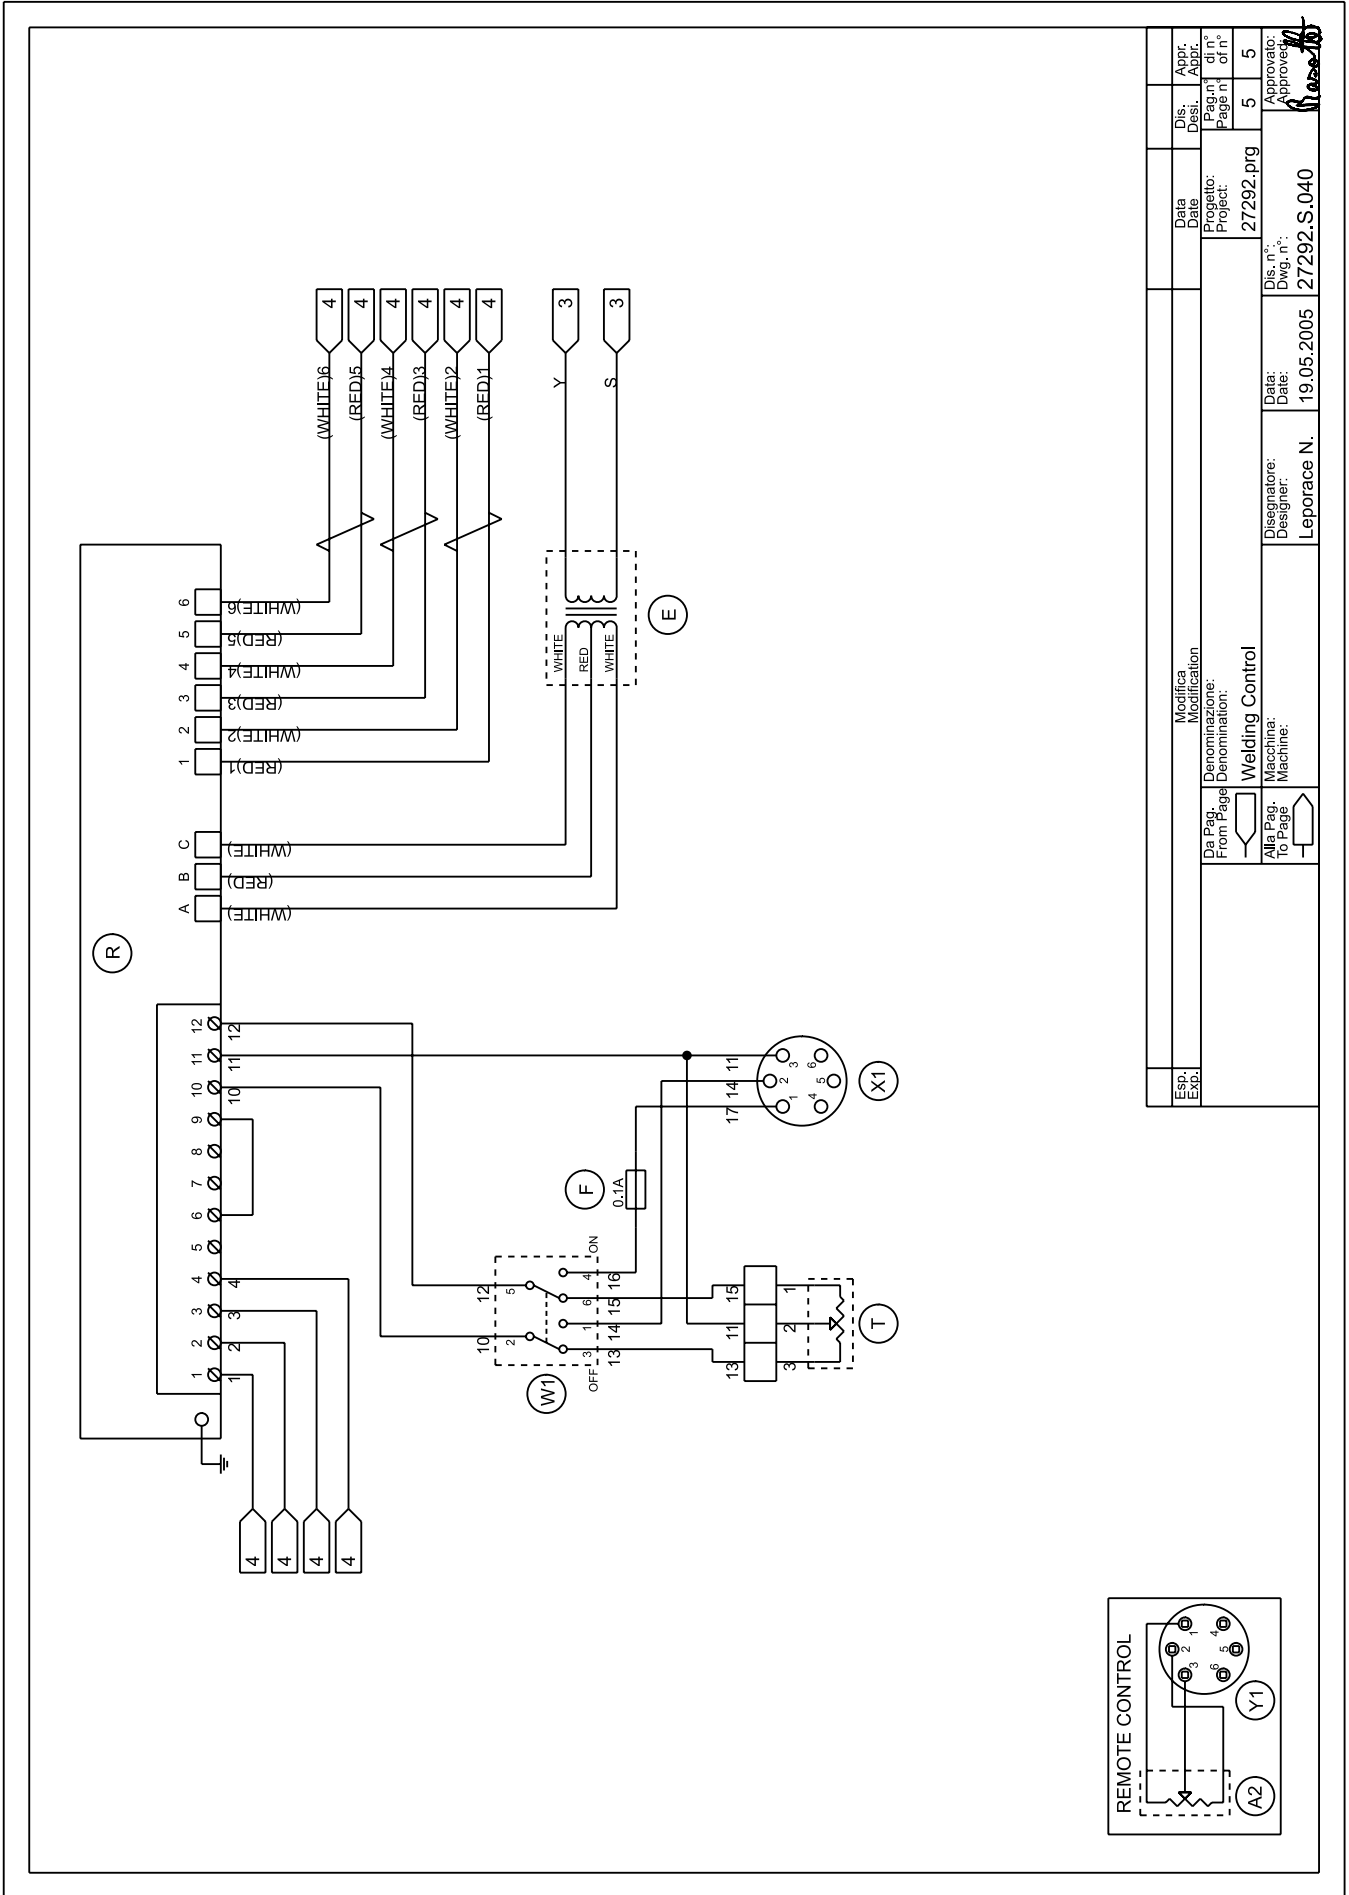 R
1 2 3 4 5 6 7 8 9 10 11 12
1 2 3 4 10 11 12
A B C 1 2 3 4 5 6
(WHITE)
(RED)
(WHITE)
(RED)1
(WHITE)2
(RED)3
(WHITE)4
(RED)5
(WHITE)6
4
4
4
4
(WHITE)6
4
(RED)5
4
(WHITE)4
4
(RED)3
4
(WHITE)2
4
(RED)1
4
Y
3
S
3
WHITE
RED
WHITE
E
10 12
2 5
3 1 6 4
OFF ON
13 14 15 16
W1
F
0.1A
13 11 15
3 2 1
T
17 14 11
1 2 3
4 5 6
X1
REMOTE CONTROL
3 2 1
6 5 4
A2
Y1
Esp.
Exp.
Modifica
Modification
Data
Date
Dis.
Desi.
Appr.
Appr.
Da Pag.
From Page
Denominazione:
Denomination:
Welding Control
Progetto:
Project:
27292.prg
Pag.n°
Page n°
5
di n°
of n°
5
Alla Pag.
To Page
Macchina:
Machine:
Disegnatore:
Designer:
Leporace N.
Data:
Date:
19.05.2005
Dis. n°:
Dwg. n°:
27292.S.040
Approvato:
Approved: